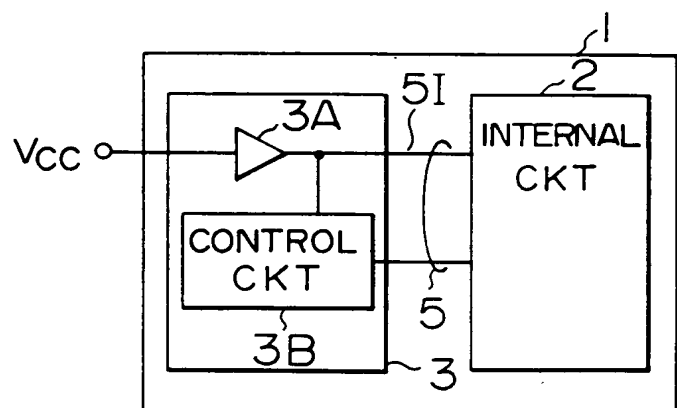 1
2
3A
5I
INTERNAL
CKT
VCC
CONTROL
CKT
5
3B
3